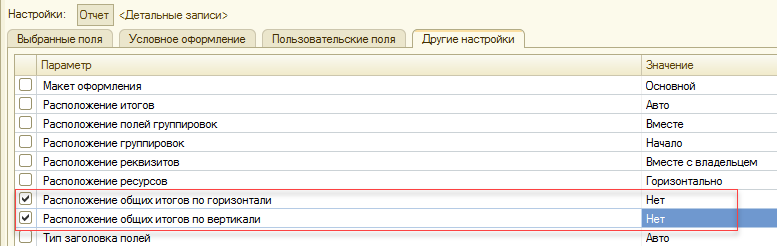 Настройки: Отчет <Детальные записи>
Выбранные поля Условное оформление Пользовательские поля Другие настройки
Параметр Значение
Макет оформления Основной
Расположение итогов Авто
Расположение полей группировок Вместе
Расположение группировок Начало
Расположение реквизитов Вместе с владельцем
Расположение ресурсов Горизонтально
Расположение общих итогов по горизонтали Нет
Расположение общих итогов по вертикали Нет
Тип заголовка полей Авто